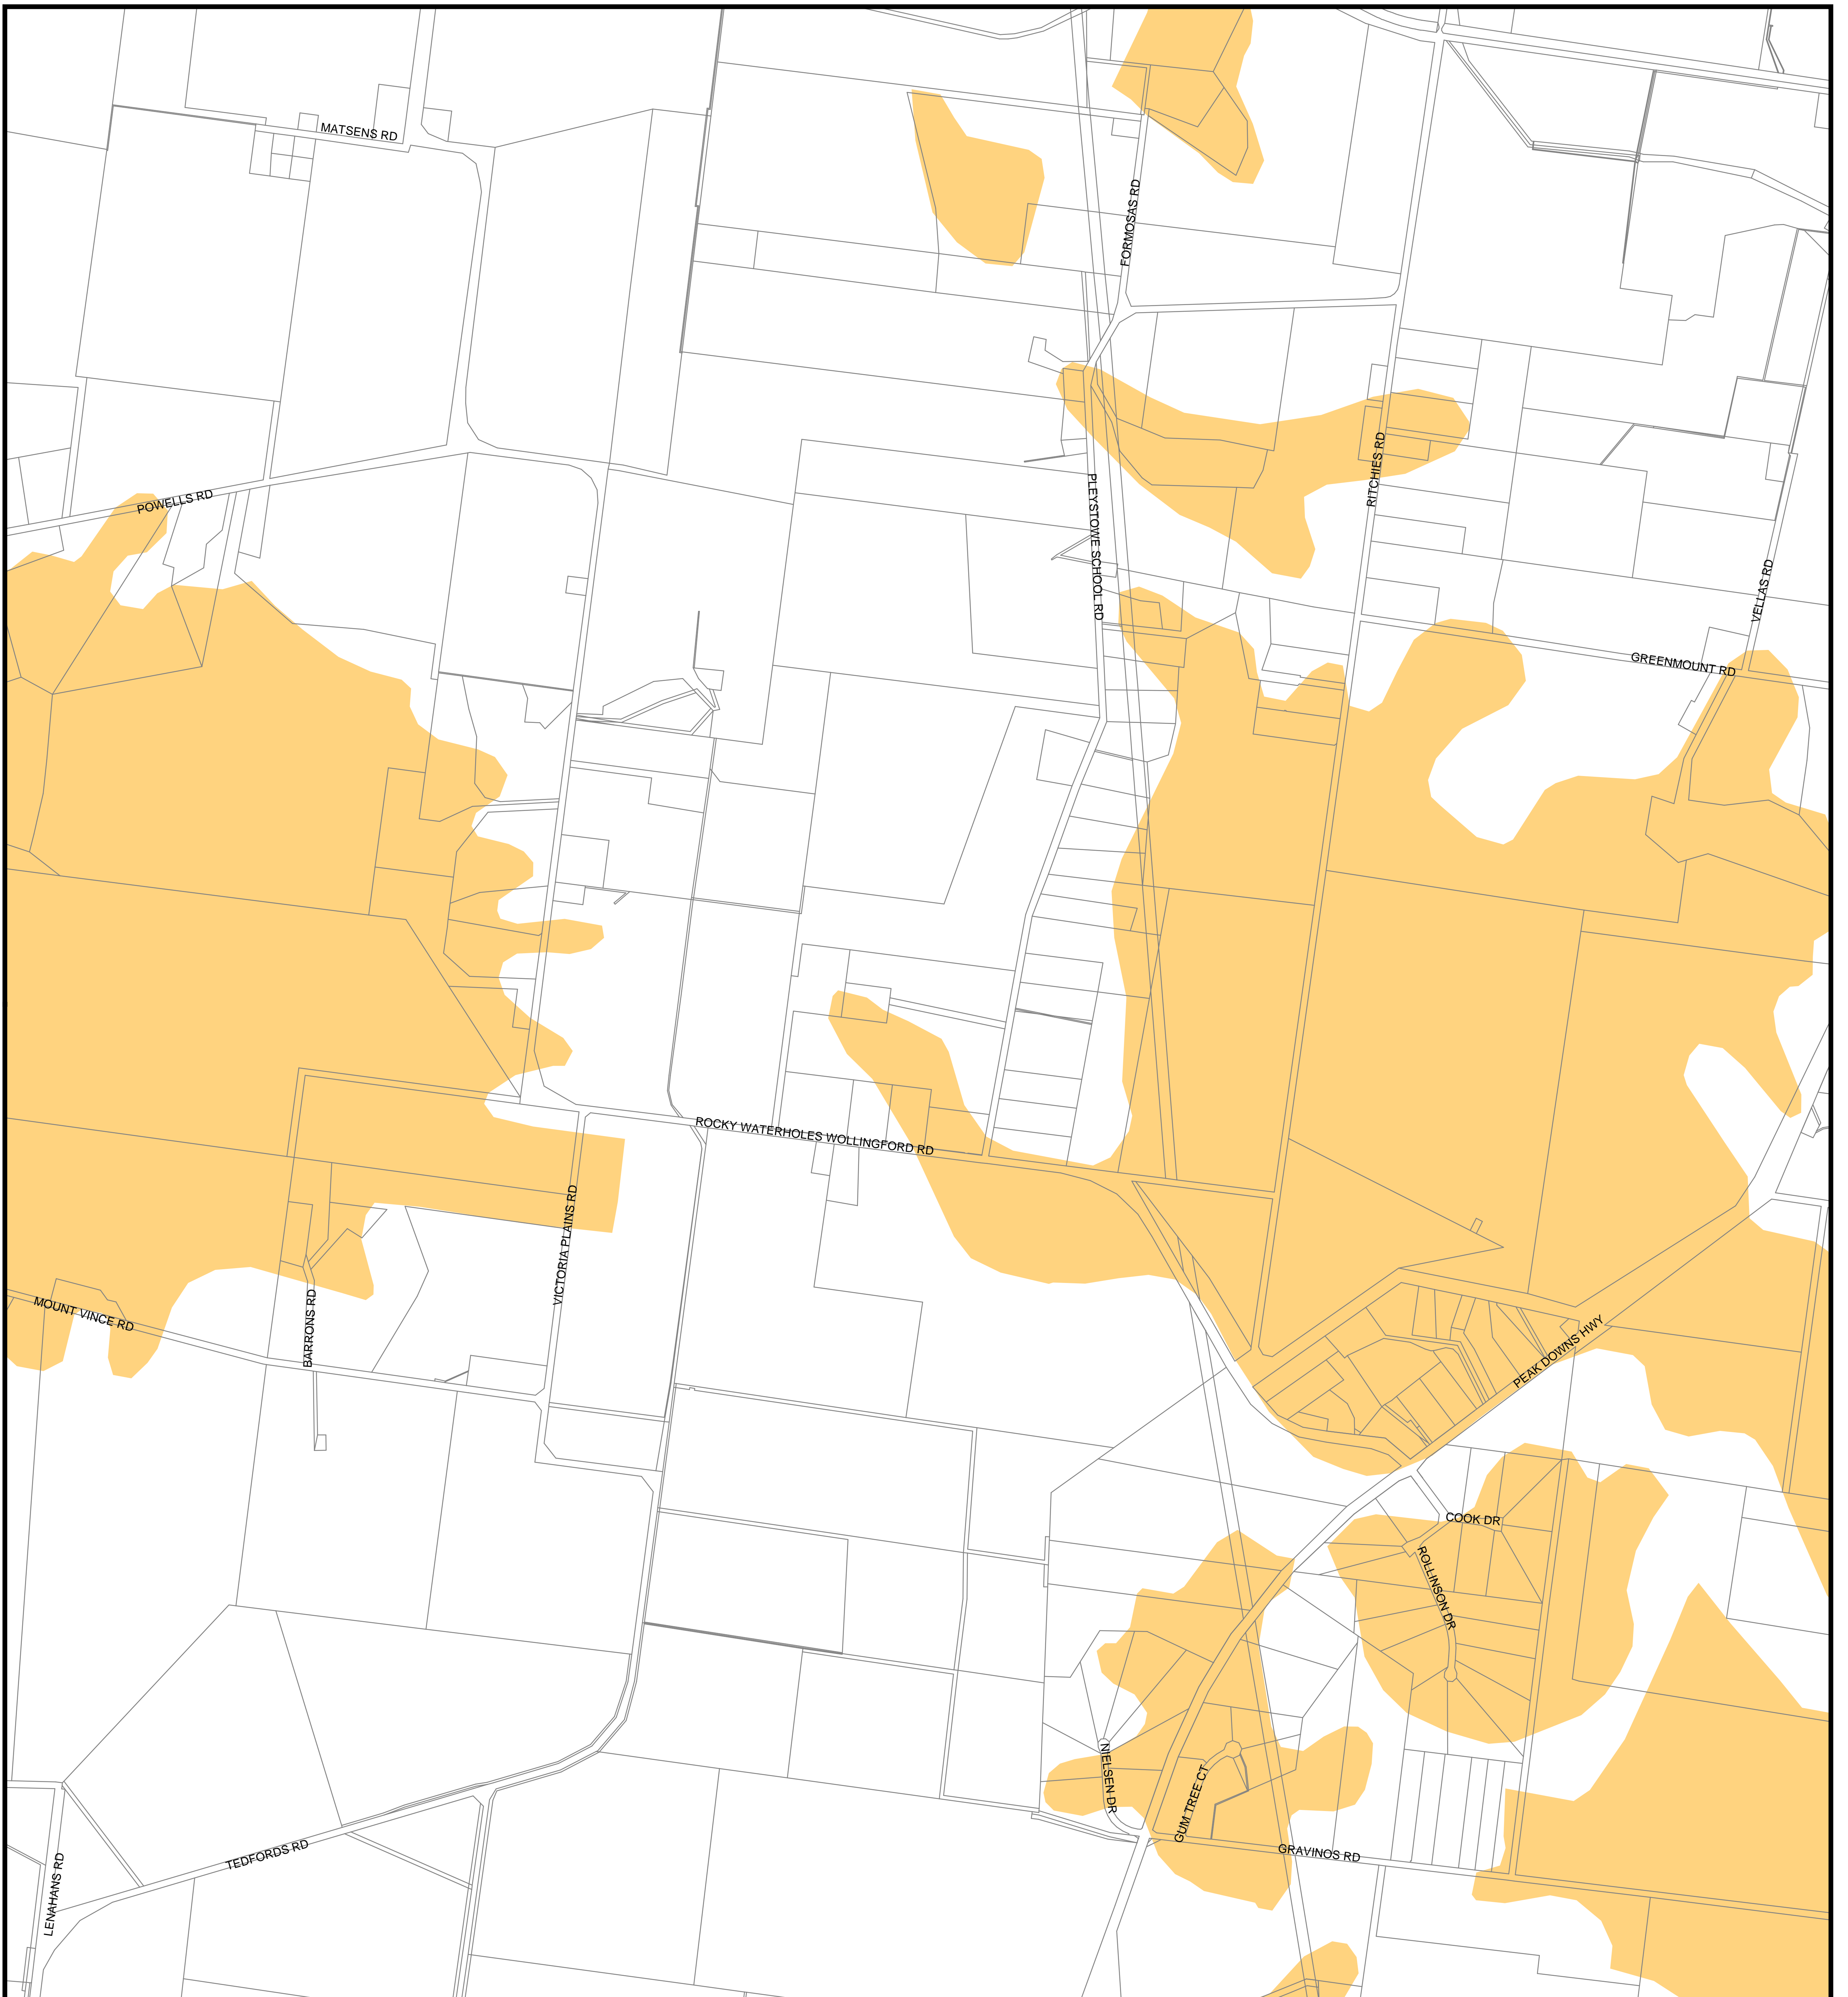 MATSENS RD
FORMOSAS RD
POWELLS RD
RITCHIES RD
PLEYSTOWE SCHOOL RD
VELLAS RD
GREENMOUNT RD
ROCKY WATERHOLES WOLLINGFORD RD
VICTORIA PLAINS RD
MOUNT VINCE RD
BARRONS RD
PEAK DOWNS HWY
COOK DR
ROLLINSON DR
NIELSEN DR
GUM TREE CT
GRAVINOS RD
TEDFORDS RD
LENAHANS RD